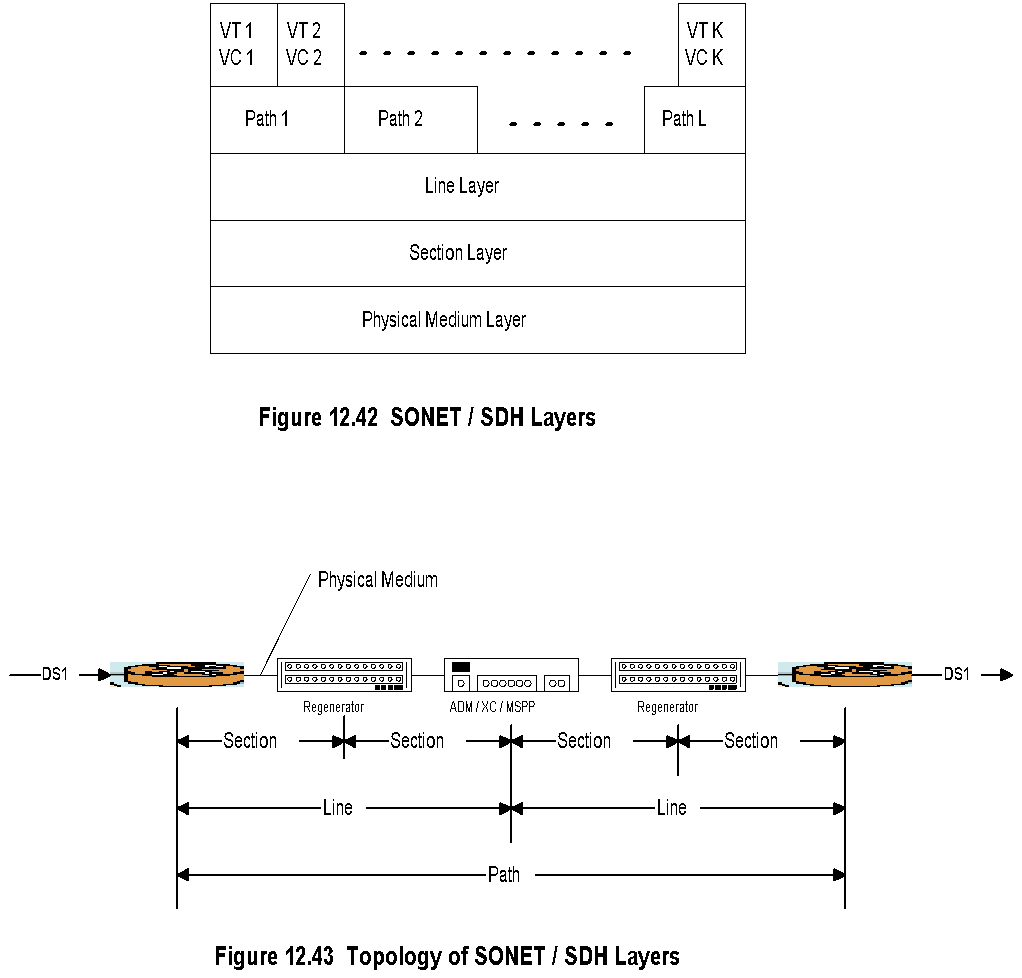 VT 1 VT 2 VT K
VC 1 VC 2 VC K
Path 1 Path 2 Path L
Line Layer
Section Layer
Physical Medium Layer
Figure 12.42 SONET / SDH Layers
Physical Medium
DS1 DS1
Regenerator ADM / XC / MSPP Regenerator
Section Section Section Section
Line Line
Path
Figure 12.43 Topology of SONET / SDH Layers